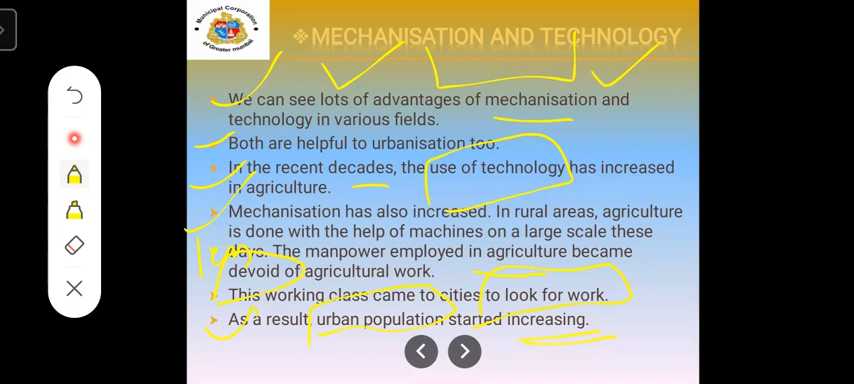 Municipal Corporation
of Greater mumbai
❖MECHANISATION AND TECHNOLOGY
➤ We can see lots of advantages of mechanisation and
technology in various fields.
➤ Both are helpful to urbanisation too.
➤ In the recent decades, the use of technology has increased
in agriculture.
➤ Mechanisation has also increased. In rural areas, agriculture
is done with the help of machines on a large scale these
days. The manpower employed in agriculture became
devoid of agricultural work.
➤ This working class came to cities to look for work.
➤ As a result, urban population started increasing.